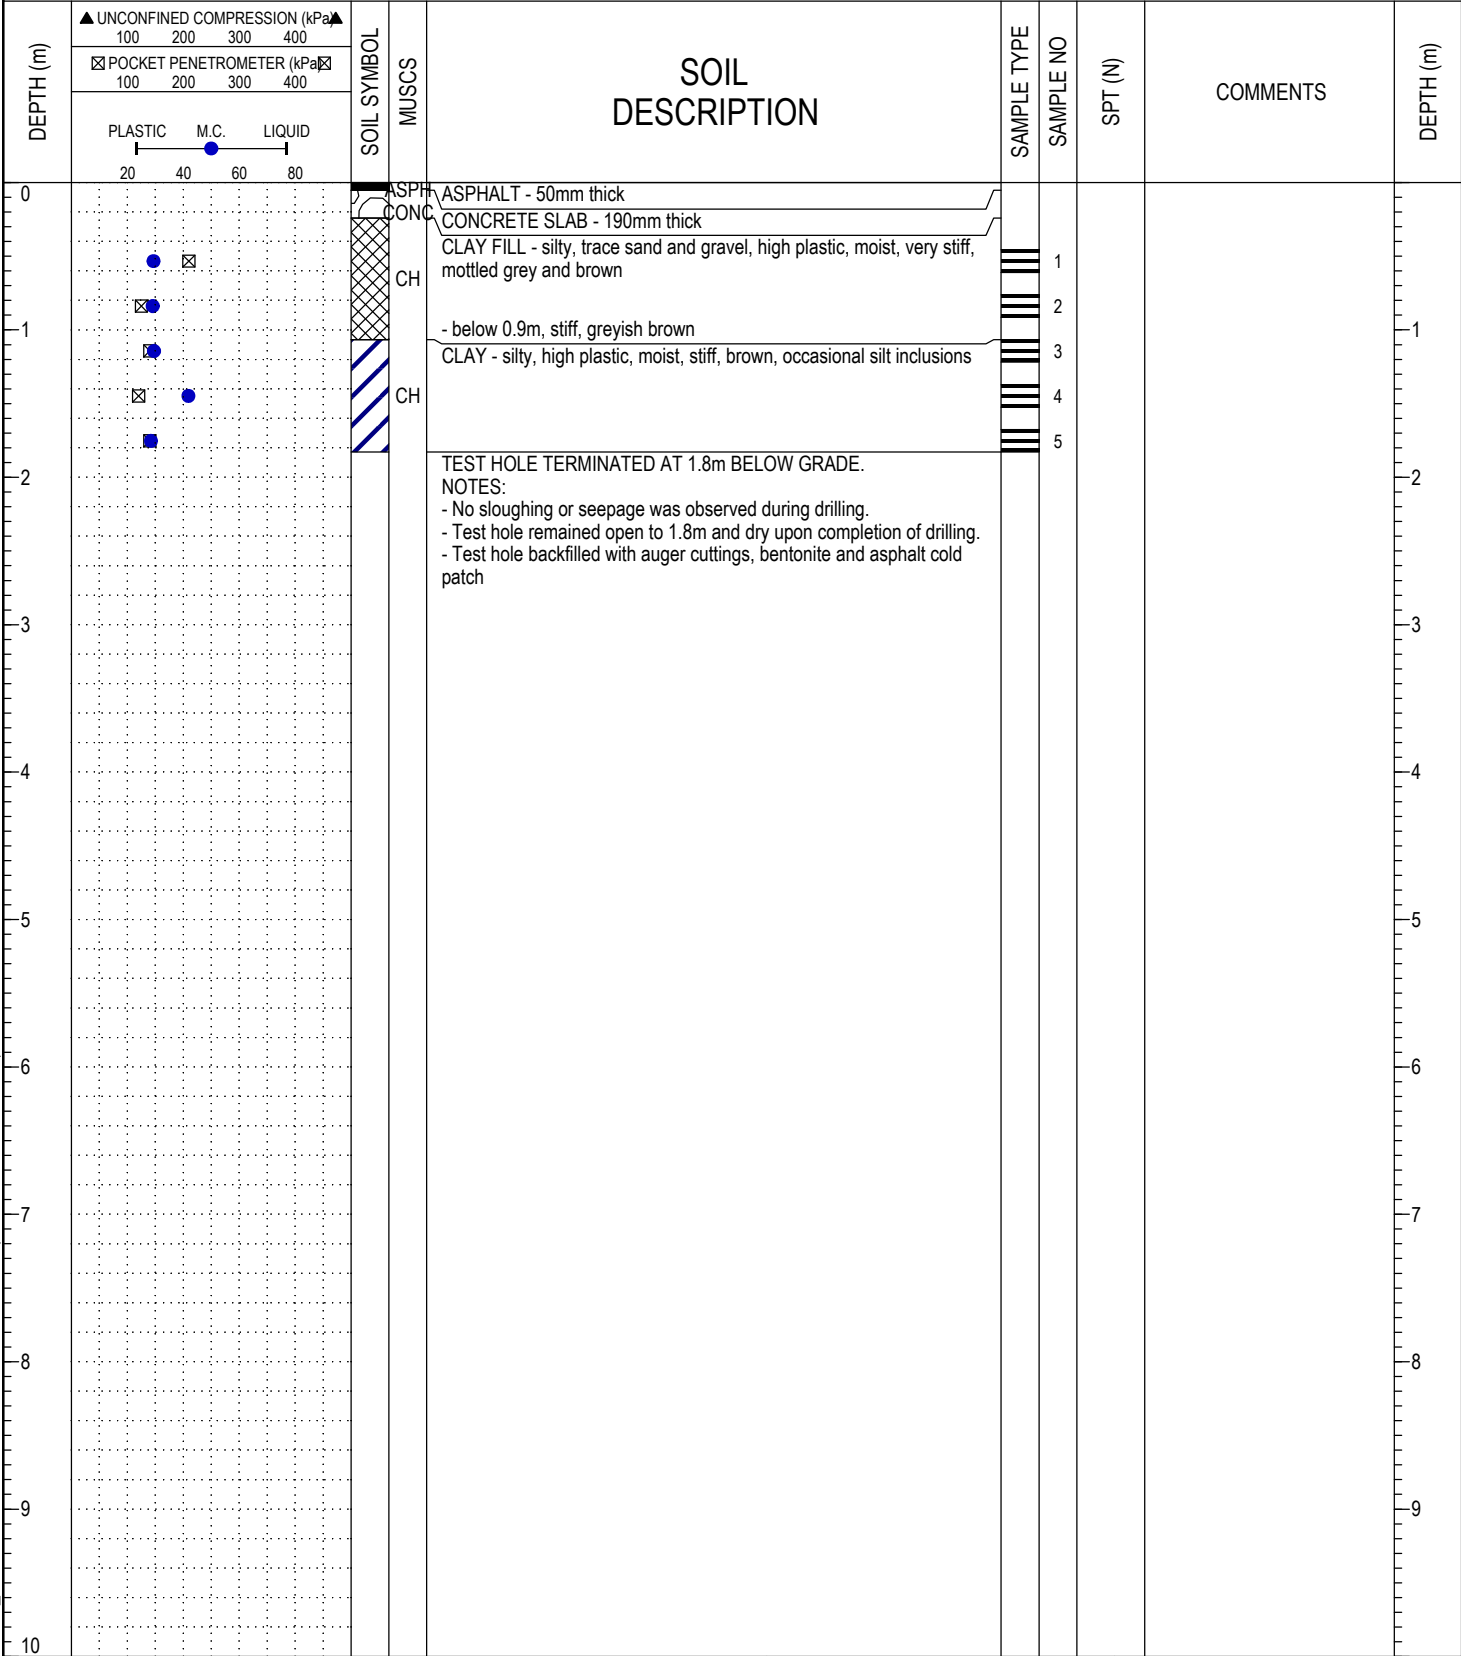 DEPTH (m)
UNCONFINED COMPRESSION (kPa)
100 200 300 400
POCKET PENETROMETER (kPa)
100 200 300 400
PLASTIC M.C. LIQUID
20 40 60 80
SOIL SYMBOL
MUSCS
SOIL
DESCRIPTION
SAMPLE TYPE
SAMPLE NO
SPT (N)
COMMENTS
DEPTH (m)
0
ASPH ASPHALT - 50mm thick
CONC CONCRETE SLAB - 190mm thick
CLAY FILL - silty, trace sand and gravel, high plastic, moist, very stiff,
mottled grey and brown
1
CH
2
- below 0.9m, stiff, greyish brown
1 1
CLAY - silty, high plastic, moist, stiff, brown, occasional silt inclusions
3
CH
4
5
TEST HOLE TERMINATED AT 1.8m BELOW GRADE.
2 2
NOTES:
- No sloughing or seepage was observed during drilling.
- Test hole remained open to 1.8m and dry upon completion of drilling.
- Test hole backfilled with auger cuttings, bentonite and asphalt cold
patch
3 3
4 4
5 5
6 6
7 7
8 8
9 9
10